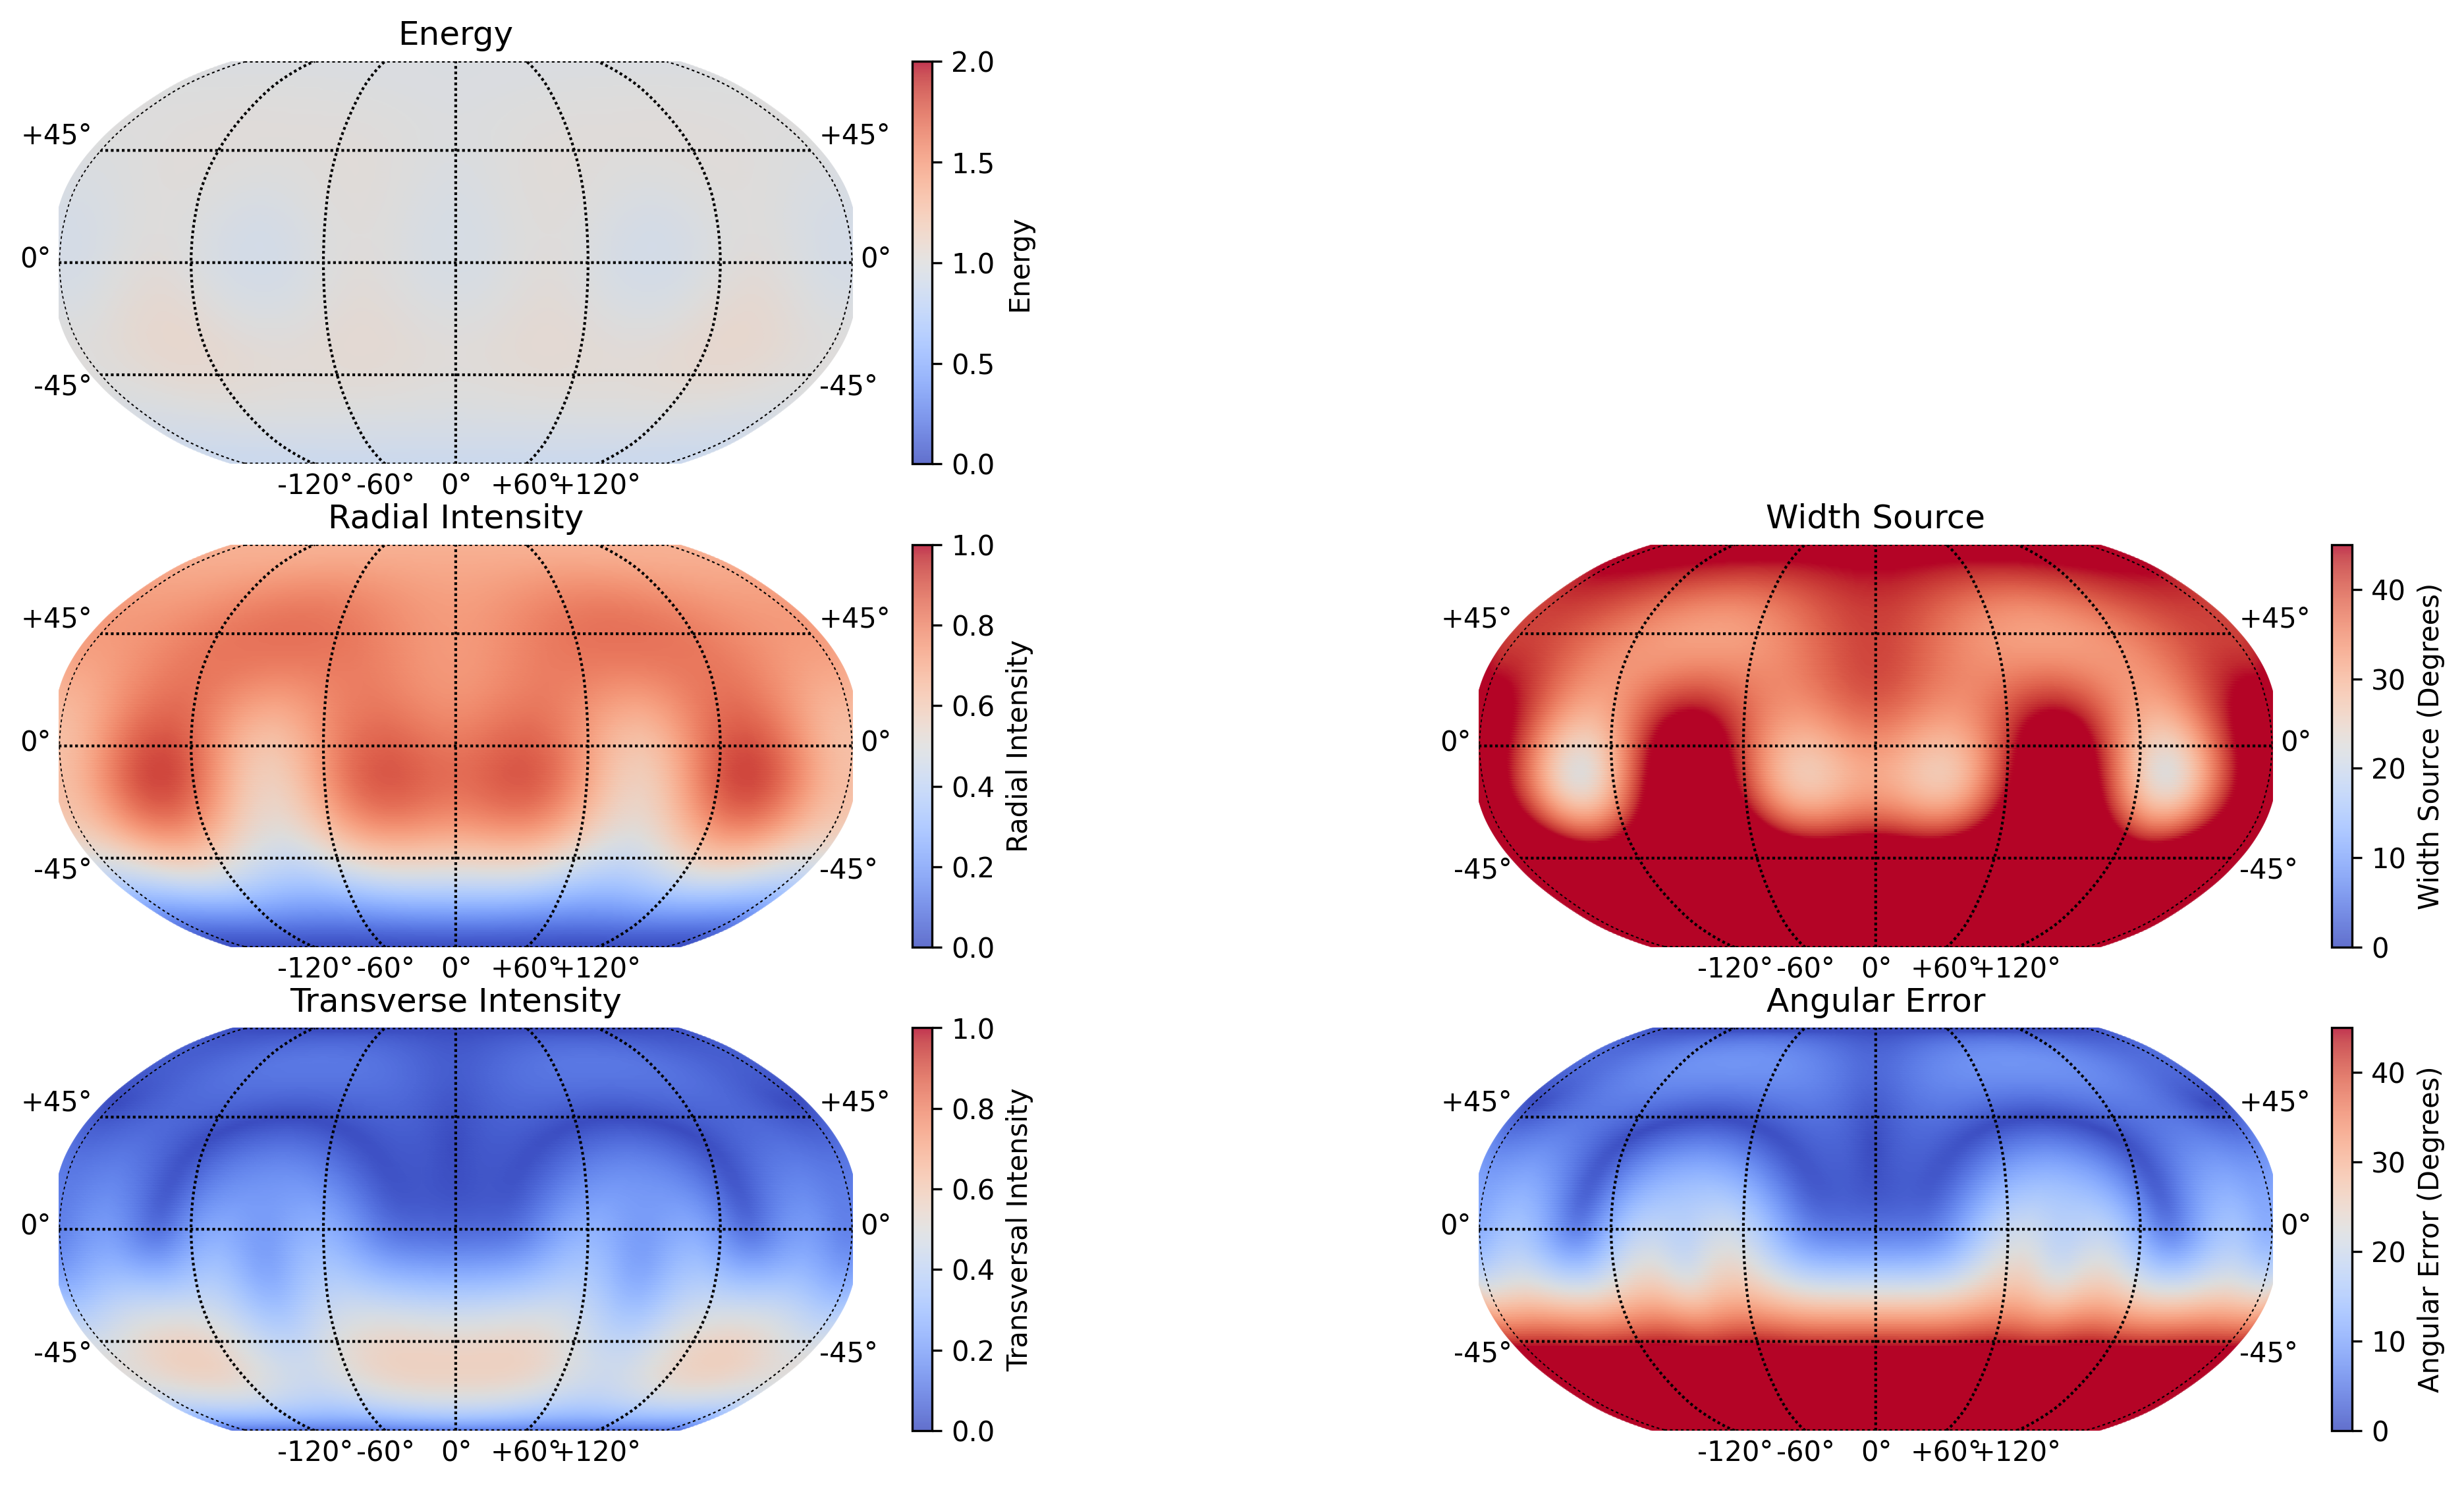 Energy
2.0
1.5
1.0
0.5
0.0
Energy
+45° +45°
0° 0°
-45° -45°
-120° -60° 0° +60° +120°
Radial Intensity
1.0
0.8
0.6
0.4
0.2
0.0
Radial Intensity
+45° +45°
0° 0°
-45° -45°
-120° -60° 0° +60° +120°
Width Source
40
30
20
10
0
Width Source (Degrees)
+45° +45°
0° 0°
-45° -45°
-120° -60° 0° +60° +120°
Transverse Intensity
1.0
0.8
0.6
0.4
0.2
0.0
Transversal Intensity
+45° +45°
0° 0°
-45° -45°
-120° -60° 0° +60° +120°
Angular Error
40
30
20
10
0
Angular Error (Degrees)
+45° +45°
0° 0°
-45° -45°
-120° -60° 0° +60° +120°